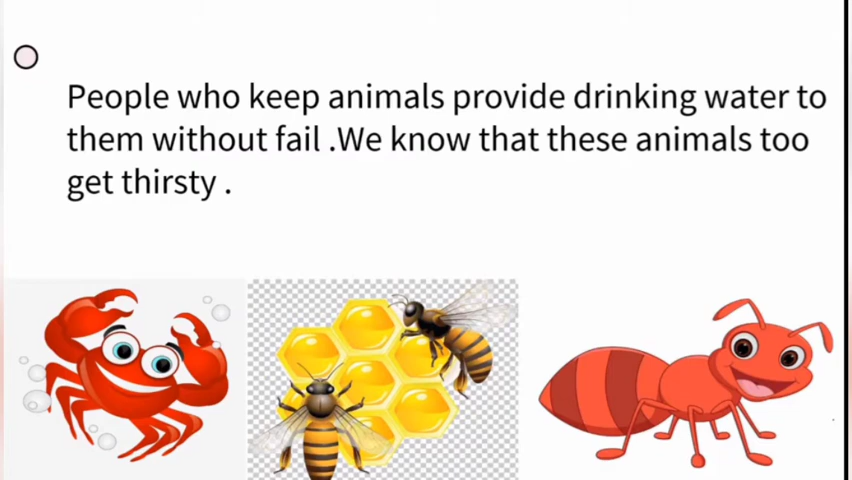 People who keep animals provide drinking water to
them without fail .We know that these animals too
get thirsty .